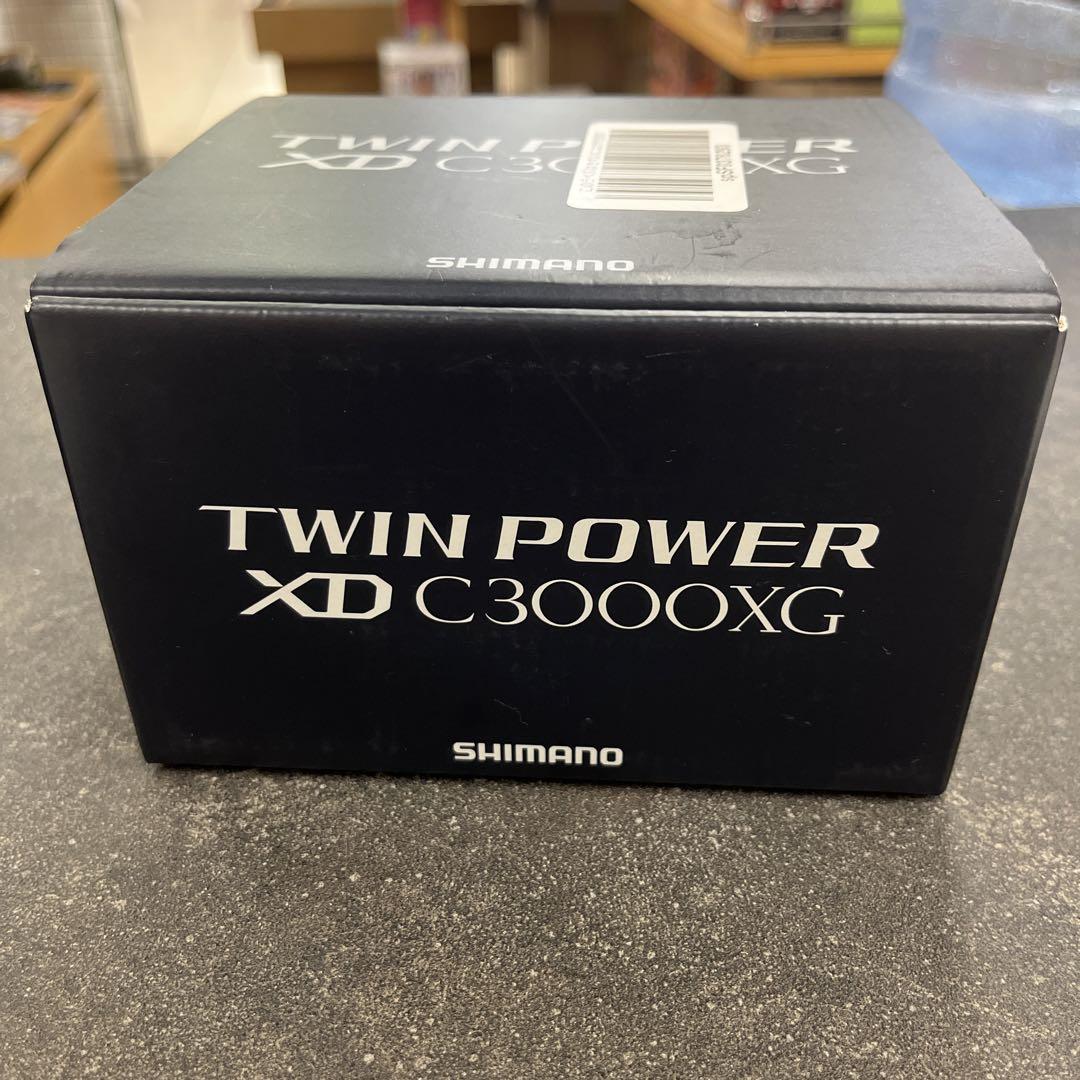 TWIN POWER
XD C3000XG
SHIMANO
TWIN POWER
XD C3000XG
SHIMANO